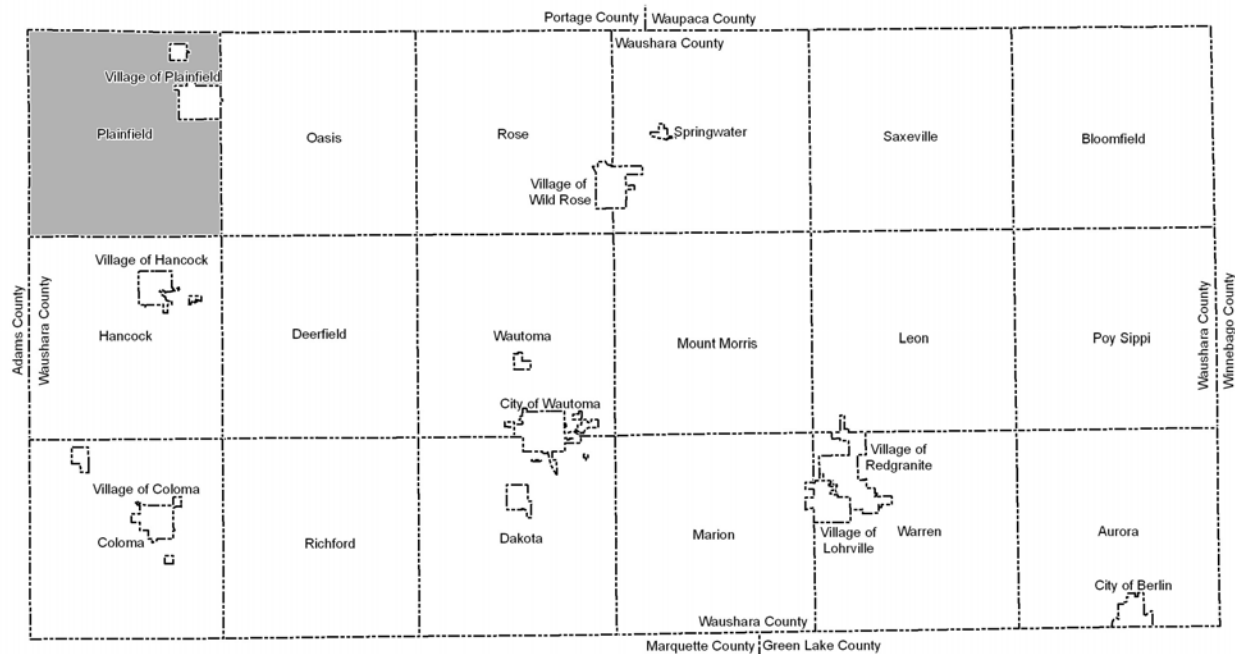 Portage County
Waupaca County
Waushara County
Village of Plainfield
Plainfield
Oasis
Rose
Springwater
Saxeville
Bloomfield
Village of
Wild Rose
Adams County
Waushara County
Village of Hancock
Hancock
Deerfield
Wautoma
City of Wautoma
Mount Morris
Leon
Poy Sippi
Waushara County
Winnebago County
Village of Coloma
Coloma
Richford
Dakota
Marion
Village of
Redgranite
Village of
Lohrville
Warren
Aurora
City of Berlin
Waushara County
Marquette County
Green Lake County